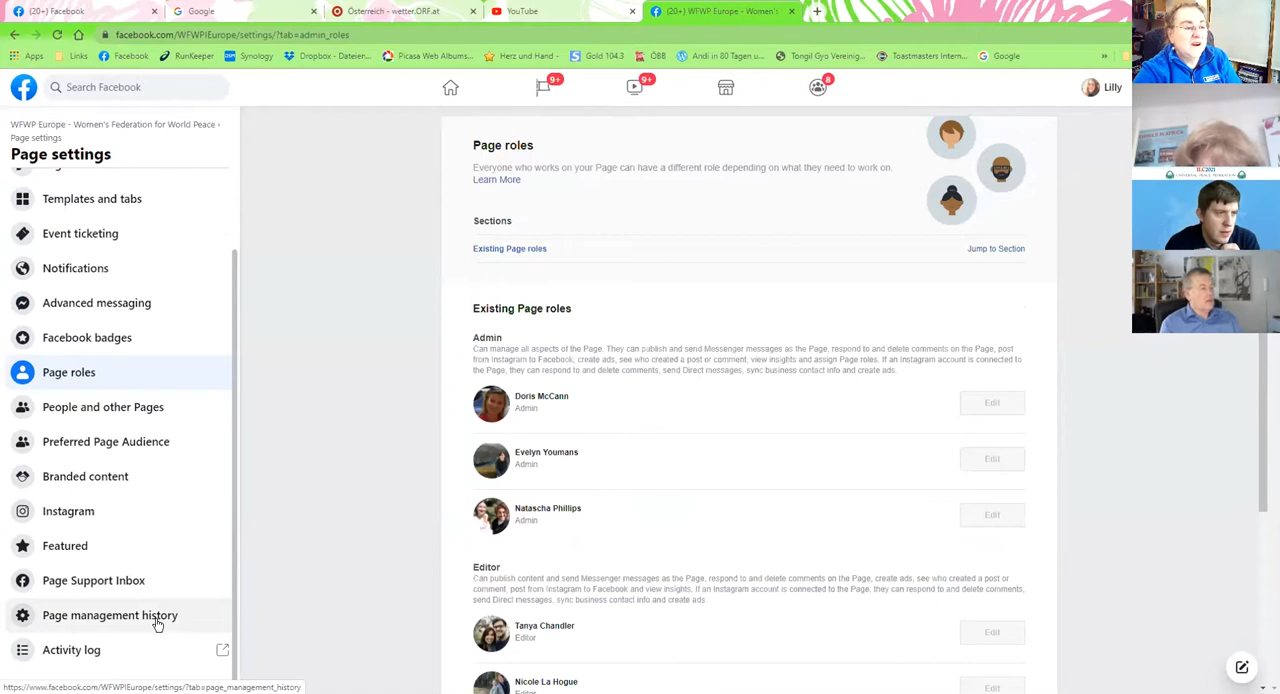 (20+) Facebook
Google
Österreich - wetter.ORF.at
YouTube
(20+) WFWP Europe - Women's
facebook.com/WFWPIEurope/settings/?tab=admin_roles
Apps
Links
Facebook
RunKeeper
Synology
Dropbox - Dateien...
Picasa Web Albums...
Herz und Hand -
Gold 104.3
ÖBB
Andi in 80 Tagen u...
Tongil Gyo Vereinig...
Toastmasters Intern...
Google
»
Search Facebook
9+
9+
8
Lilly
WFWP Europe - Women's Federation for World Peace ›
Page settings
Page settings
Templates and tabs
Event ticketing
Notifications
Advanced messaging
Facebook badges
Page roles
People and other Pages
Preferred Page Audience
Branded content
Instagram
Featured
Page Support Inbox
Page management history
Activity log
https://www.facebook.com/WFWPIEurope/settings/?tab=page_management_history
Page roles
Everyone who works on your Page can have a different role depending on what they need to work on.
Learn More
Sections
Existing Page roles
Jump to Section
Existing Page roles
Admin
Can manage all aspects of the Page. They can publish and send Messenger messages as the Page, respond to and delete comments on the Page, post
from Instagram to Facebook, create ads, see who created a post or comment, view insights and assign Page roles. If an Instagram account is connected to
the Page, they can respond to and delete comments, send Direct messages, sync business contact info and create ads.
Doris McCann
Admin
Edit
Evelyn Youmans
Admin
Edit
Natascha Phillips
Admin
Edit
Editor
Can publish content and send Messenger messages as the Page, respond to and delete comments on the Page, create ads, see who created a post or
comment, post from Instagram to Facebook and view insights. If an Instagram account is connected to the Page, they can respond to and delete comments,
send Direct messages, sync business contact info and create ads
Tanya Chandler
Editor
Edit
Nicole La Hogue
Editor
Edit
ILC2021
UNIVERSAL PEACE FEDERATION